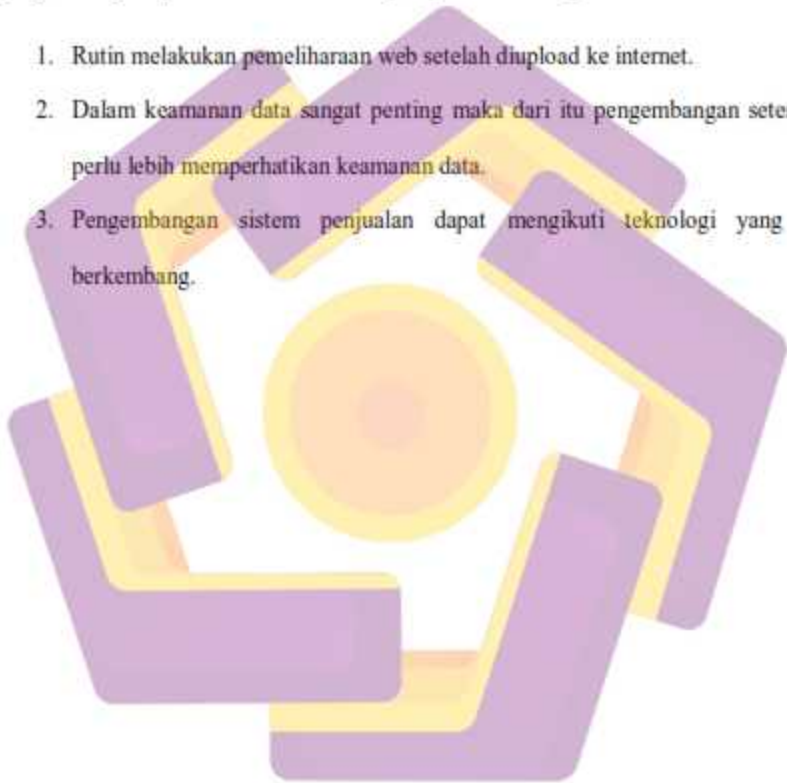 1. Rutin melakukan pemeliharaan web setelah diupload ke internet.
2. Dalam keamanan data sangat penting maka dari itu pengembangan
perlu lebih memperhatikan keamanan data.
3. Pengembangan sistem penjualan dapat mengikuti teknologi yang
berkembang.